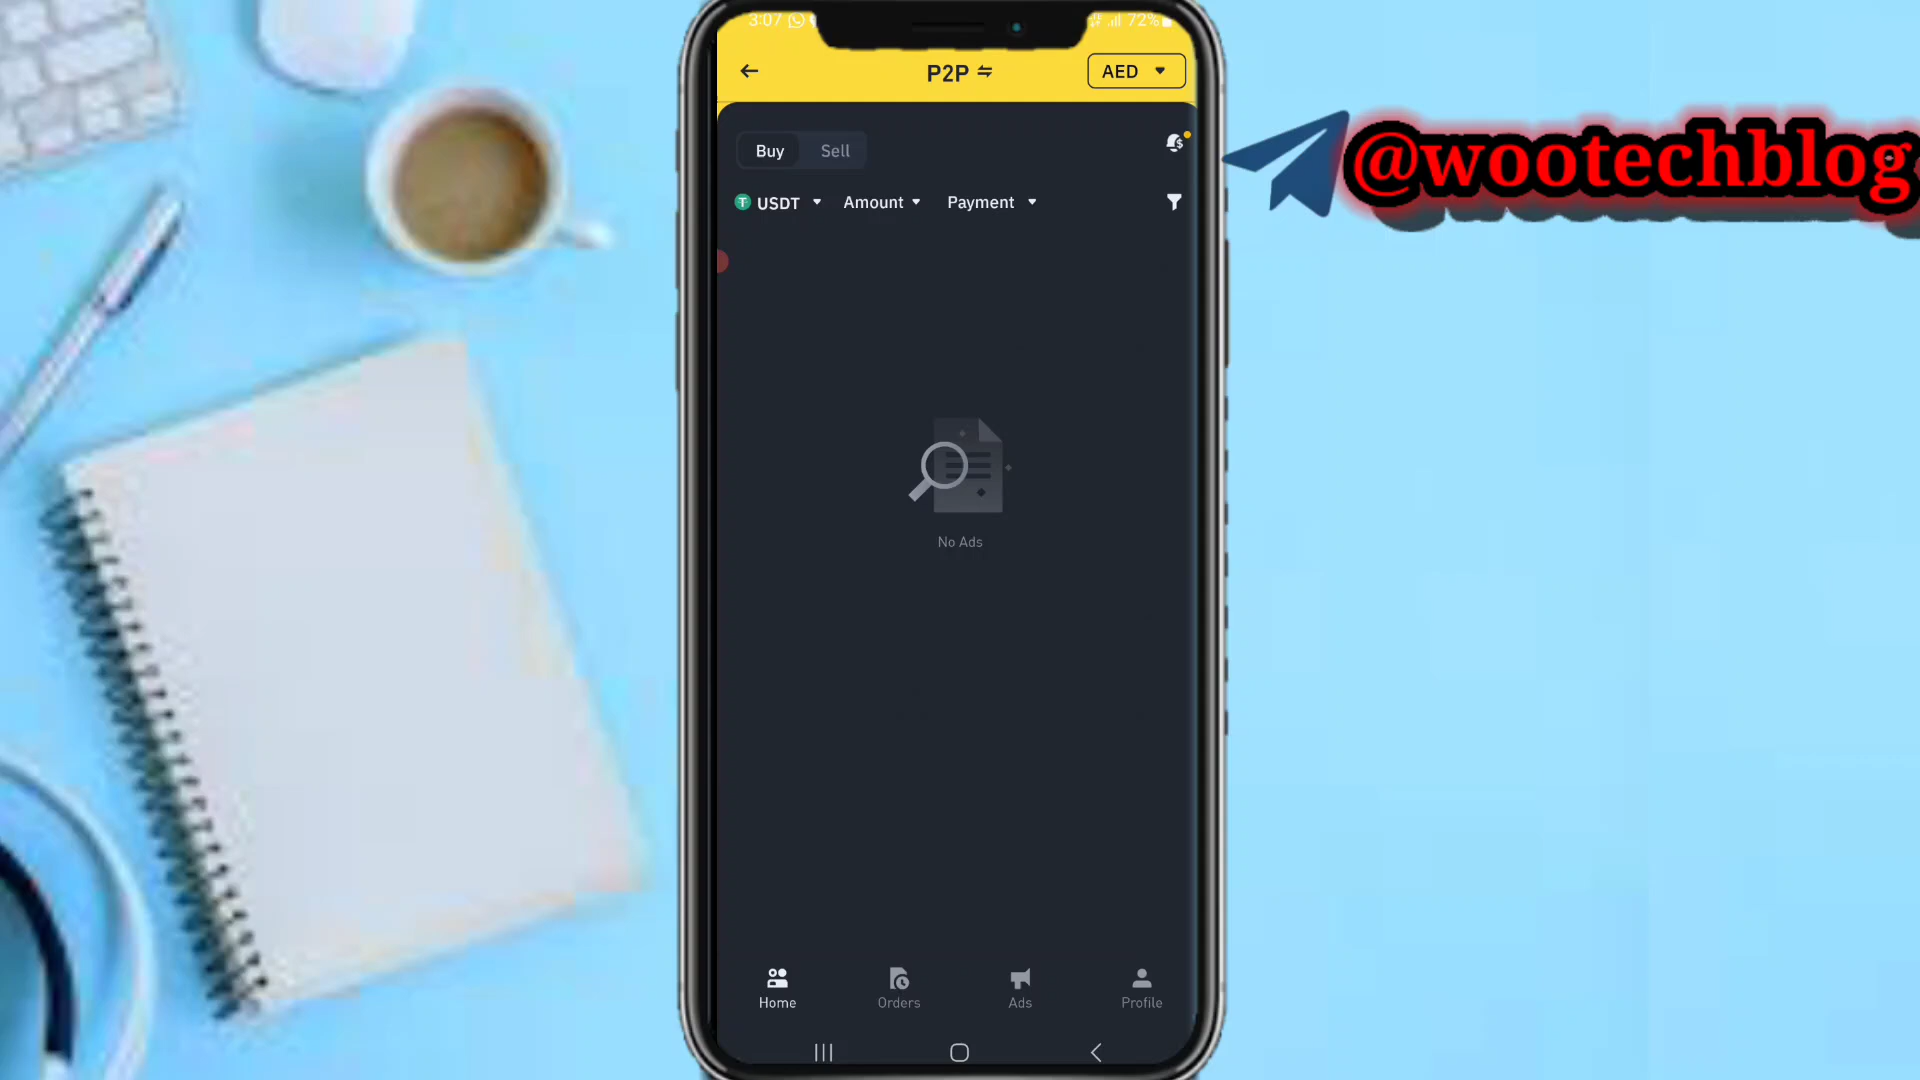 3:07 72%
P2P
AED
Buy Sell
USDT Amount Payment
No Ads
Home Orders Ads Profile
@wootechblog